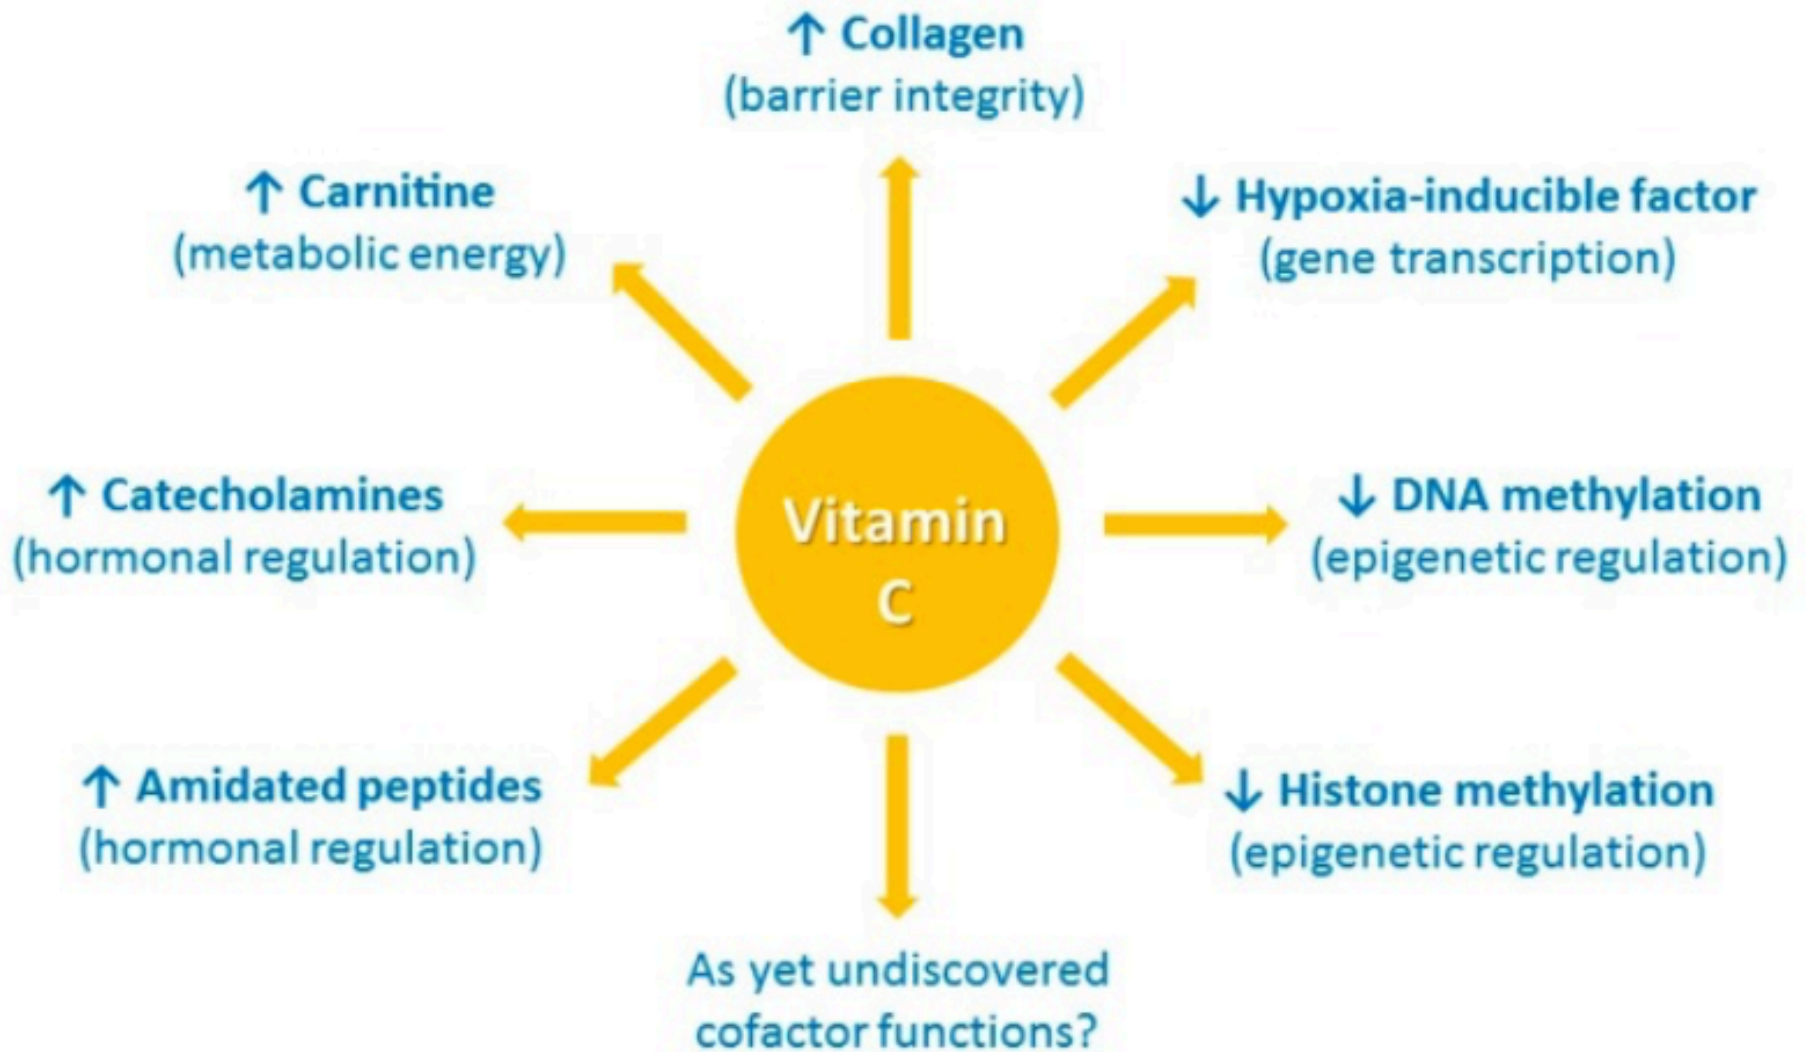 ↑ Collagen
(barrier integrity)
↑ Carnitine
(metabolic energy)
↓ Hypoxia-inducible factor
(gene transcription)
↑ Catecholamines
(hormonal regulation)
Vitamin
C
↓ DNA methylation
(epigenetic regulation)
↑ Amidated peptides
(hormonal regulation)
↓ Histone methylation
(epigenetic regulation)
As yet undiscovered
cofactor functions?